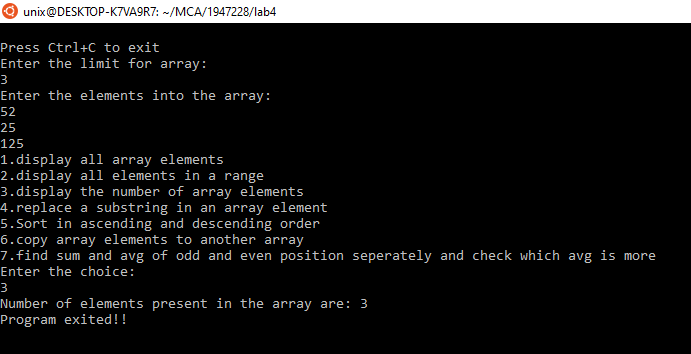 unix@DESKTOP-K7VA9R7: ~/MCA/1947228/lab4
Press Ctrl+C to exit
Enter the limit for array:
3
Enter the elements into the array:
52
25
125
1.display all array elements
2.display all elements in a range
3.display the number of array elements
4.replace a substring in an array element
5.Sort in ascending and descending order
6.copy array elements to another array
7.find sum and avg of odd and even position seperately and check which avg is more
Enter the choice:
3
Number of elements present in the array are: 3
Program exited!!